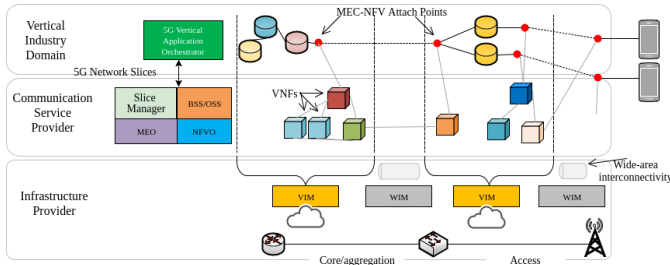 Vertical
Industry
Domain
5G Vertical
Application
Orchestrator
MEC-NFV Attach Points
5G Network Slices
Communication
Service
Provider
Slice
Manager
BSS/OSS
MEO
NFVO
VNFs
Wide-area
interconnectivity
Infrastructure
Provider
VIM
WIM
VIM
WIM
Core/aggregation
Access